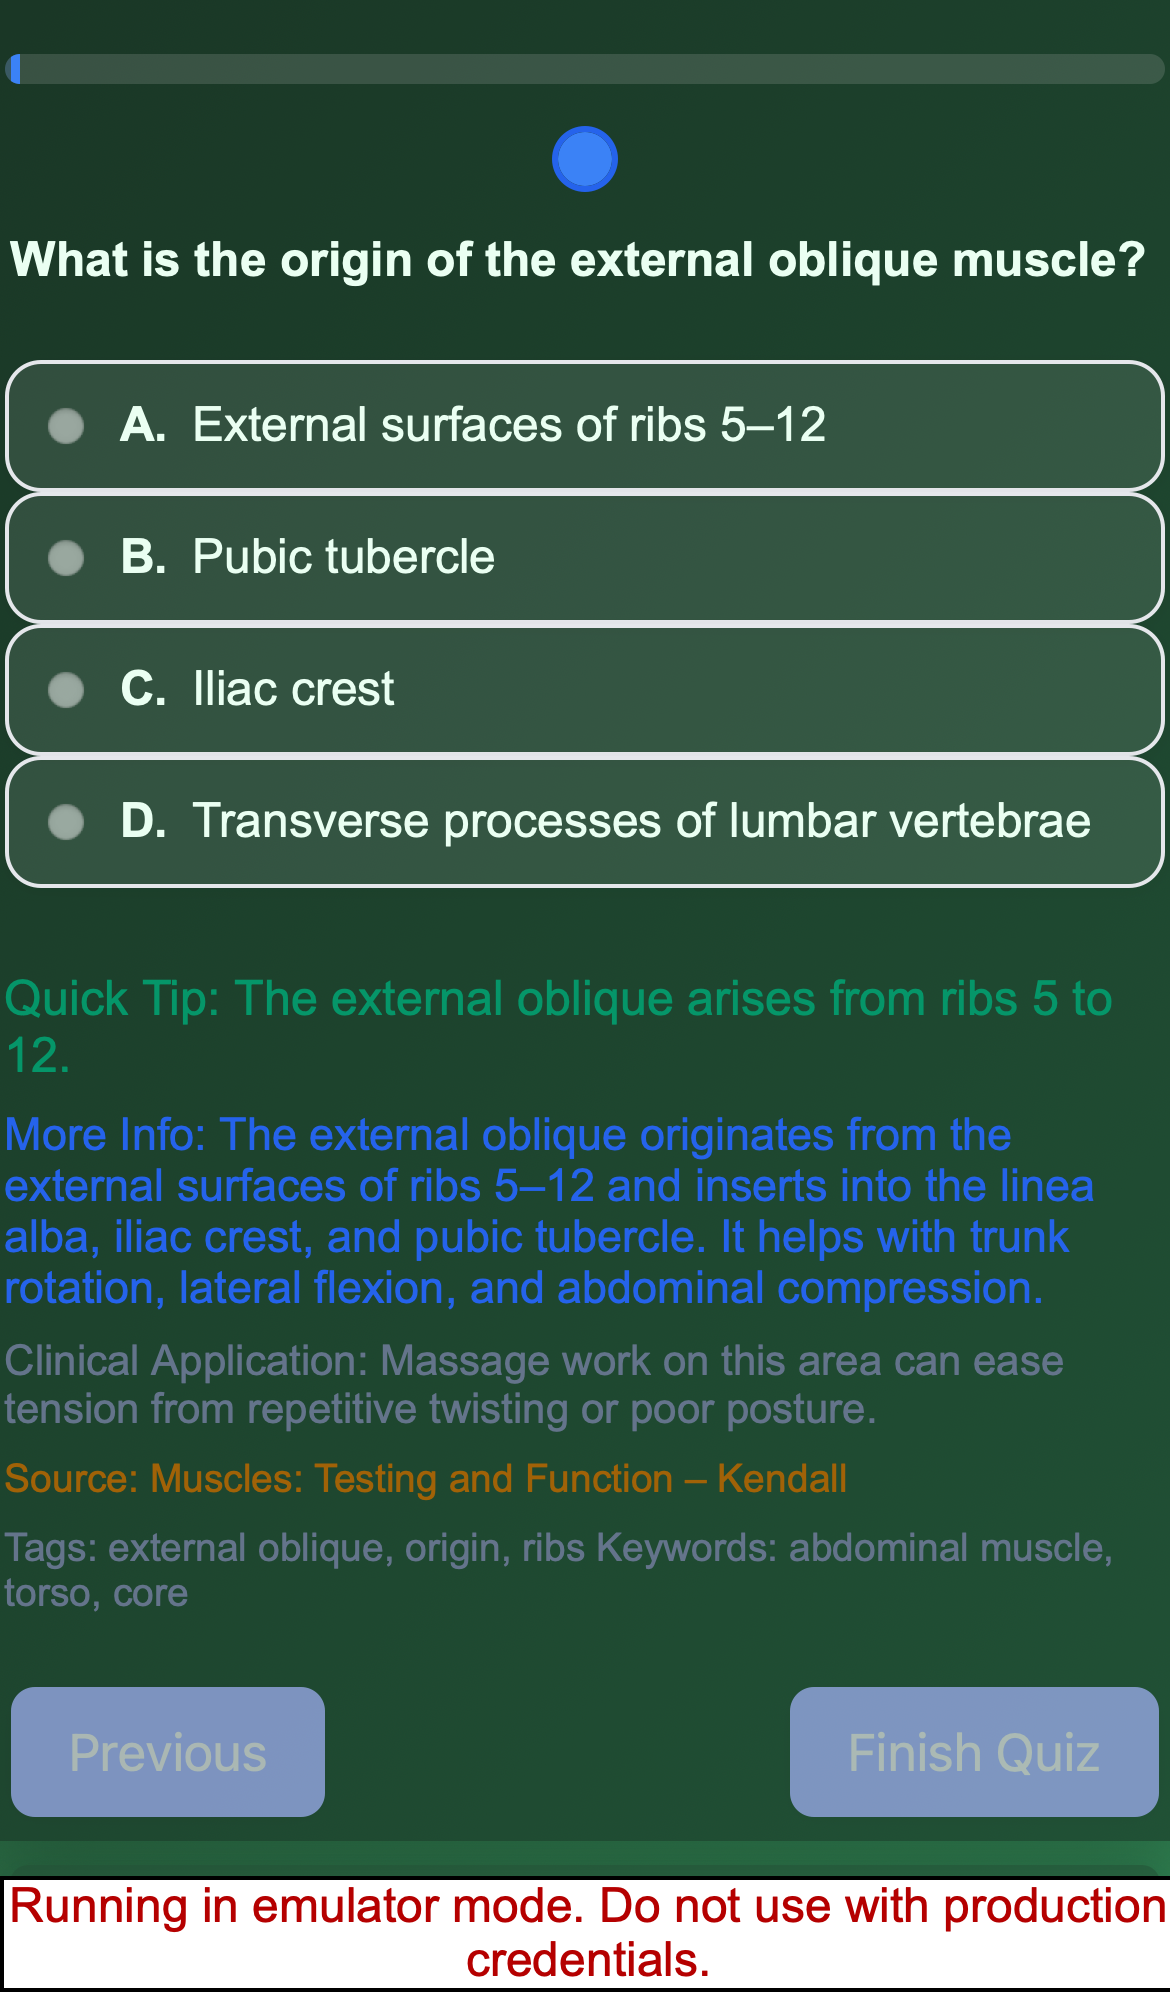 What is the origin of the external oblique muscle?
A. External surfaces of ribs 5–12
B. Pubic tubercle
C. Iliac crest
D. Transverse processes of lumbar vertebrae
Quick Tip: The external oblique arises from ribs 5 to
12.
More Info: The external oblique originates from the
external surfaces of ribs 5–12 and inserts into the linea
alba, iliac crest, and pubic tubercle. It helps with trunk
rotation, lateral flexion, and abdominal compression.
Clinical Application: Massage work on this area can ease
tension from repetitive twisting or poor posture.
Source: Muscles: Testing and Function – Kendall
Tags: external oblique, origin, ribs Keywords: abdominal muscle,
torso, core
Previous
Finish Quiz
Running in emulator mode. Do not use with production
credentials.